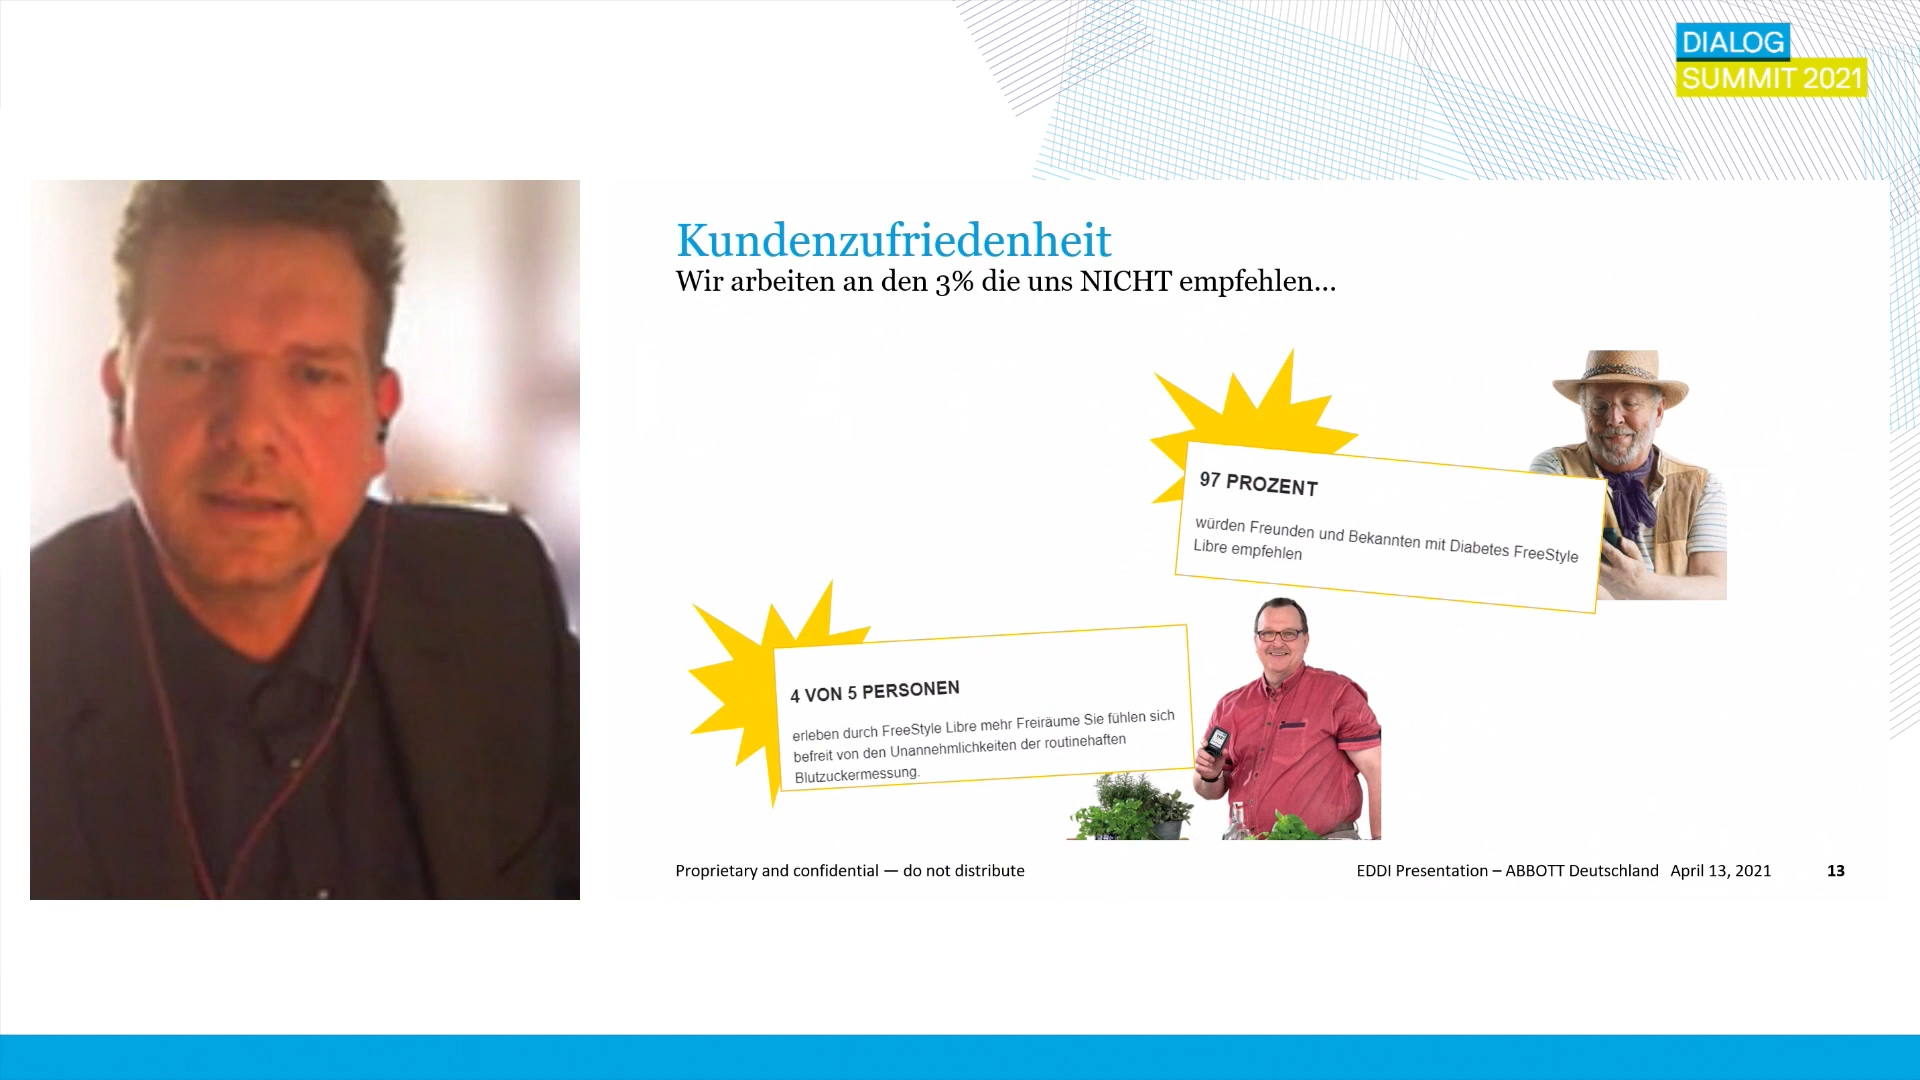 DIALOG
SUMMIT 2021
Kundenzufriedenheit
Wir arbeiten an den 3% die uns NICHT empfehlen...
97 PROZENT
würden Freunden und Bekannten mit Diabetes FreeStyle
Libre empfehlen
4 VON 5 PERSONEN
erleben durch FreeStyle Libre mehr Freiräume Sie fühlen sich
befreit von den Unannehmlichkeiten der routinehaften
Blutzuckermessung.
Proprietary and confidential — do not distribute
EDDI Presentation – ABBOTT Deutschland April 13, 2021 13